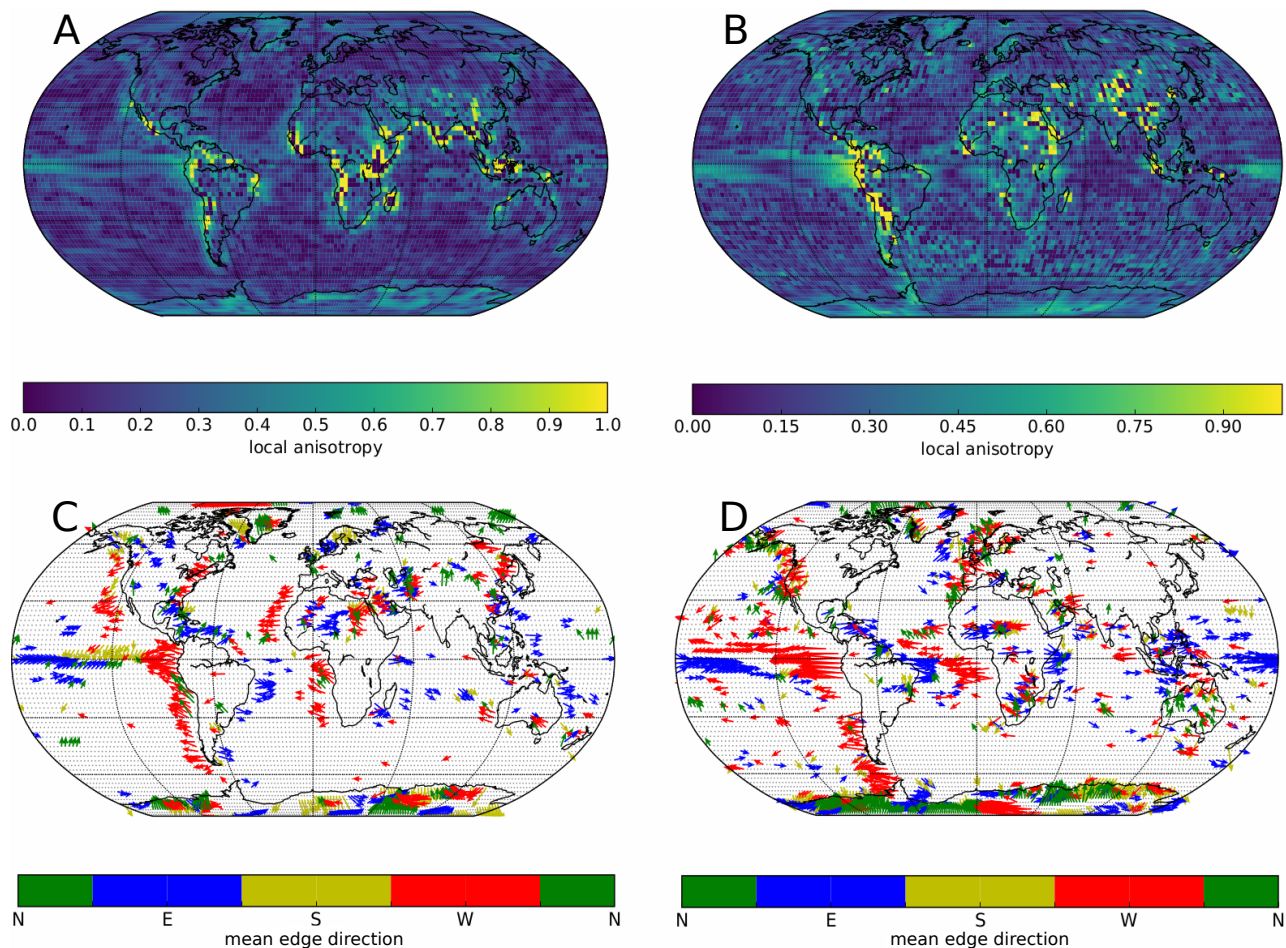 A
B
0.0 0.1 0.2 0.3 0.4 0.5 0.6 0.7 0.8 0.9 1.0
local anisotropy
0.00 0.15 0.30 0.45 0.60 0.75 0.90
local anisotropy
C
D
N E S W N
mean edge direction
N E S W N
mean edge direction